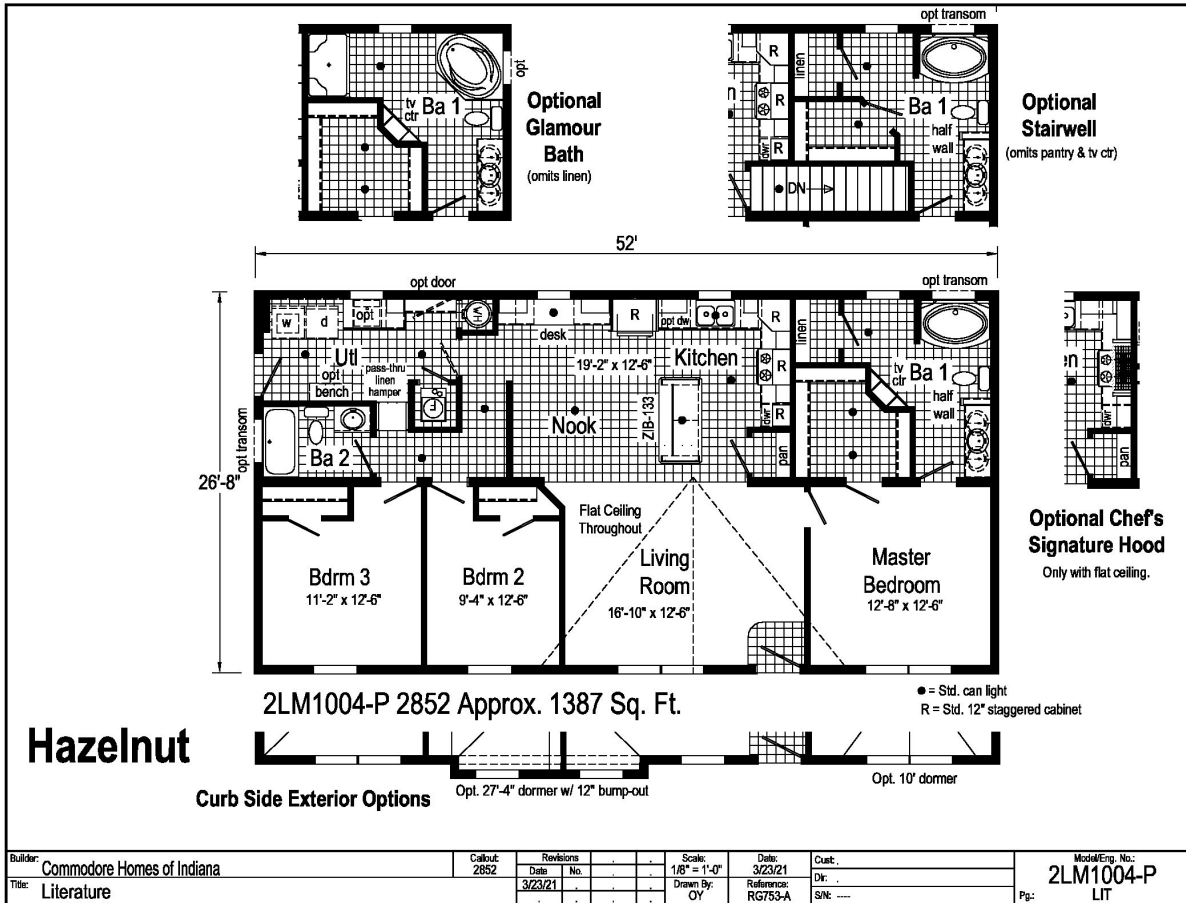 opt transom
opt
Ba 1
tv
ctr
Optional
Glamour
Bath
(omits linen)
linen
R
R
R
dwr
n
Ba 1
half
wall
DN
Optional
Stairwell
(omits pantry & tv ctr)
52'
26'-8"
opt door
opt transom
w
d
opt
WH
desk
R
opt dw
R
R
R
dwr
linen
Utl
opt
bench
pass-thru
linen
hamper
F
19'-2" x 12'-6"
Kitchen
Nook
ZIB-133
pan
tv
ctr
Ba 1
half
wall
opt transom
Ba 2
en
dwr
pan
Optional Chef's
Signature Hood
Only with flat ceiling.
Flat Ceiling
Throughout
Bdrm 3
11'-2" x 12'-6"
Bdrm 2
9'-4" x 12'-6"
Living
Room
16'-10" x 12'-6"
Master
Bedroom
12'-8" x 12'-6"
2LM1004-P 2852 Approx. 1387 Sq. Ft.
● = Std. can light
R = Std. 12" staggered cabinet
Hazelnut
Curb Side Exterior Options
Opt. 27'-4" dormer w/ 12" bump-out
Opt. 10' dormer
Builder: Commodore Homes of Indiana
Title: Literature
Callout:
2852
Revisions
Date No.
3/23/21
Scale:
1/8" = 1'-0"
Drawn By:
OY
Date:
3/23/21
Reference:
RG753-A
Cust.:
Dlr.:
S/N: ----
Model/Eng. No.:
2LM1004-P
Pg.: LIT